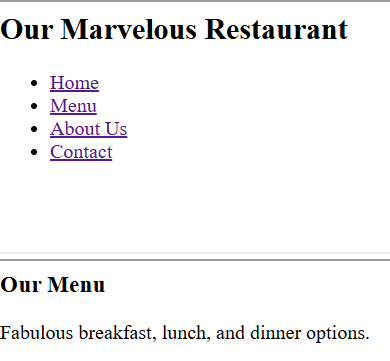 Our Marvelous Restaurant
Home
Menu
About Us
Contact
Our Menu
Fabulous breakfast, lunch, and dinner options.